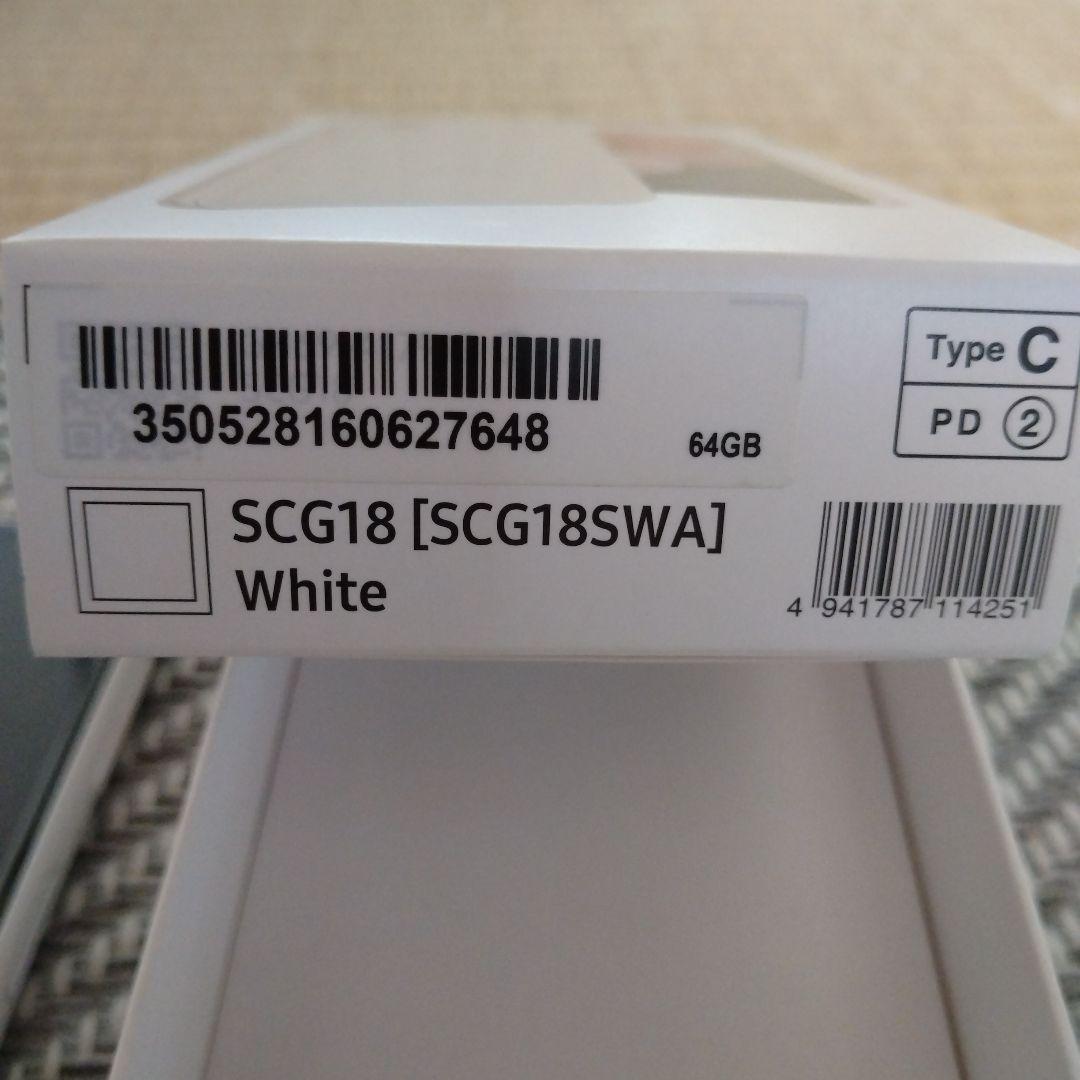 350528160627648
64GB
Type C
PD 2
SCG18 [SCG18SWA]
White
4 941787 114251